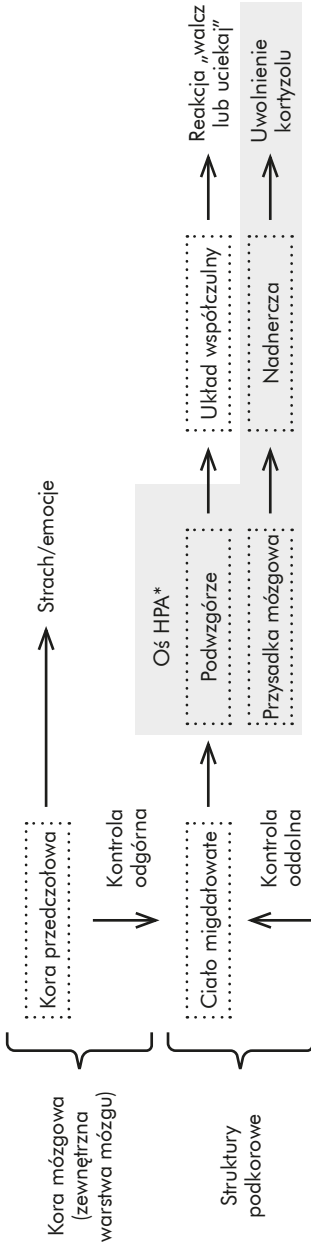 Kora mózgowa
(zewnętrzna
warstwa mózgu)
Kora przedczołowa
Strach/emocje
Kontrola
odgórna
Struktury
podkorowe
Ciało migdałowate
Kontrola
oddolna
Oś HPA*
Podwzgórze
Układ współczulny
Reakcja „walcz
lub uciekaj”
Przysadka mózgowa
Nadnercza
Uwolnienie
kortyzolu